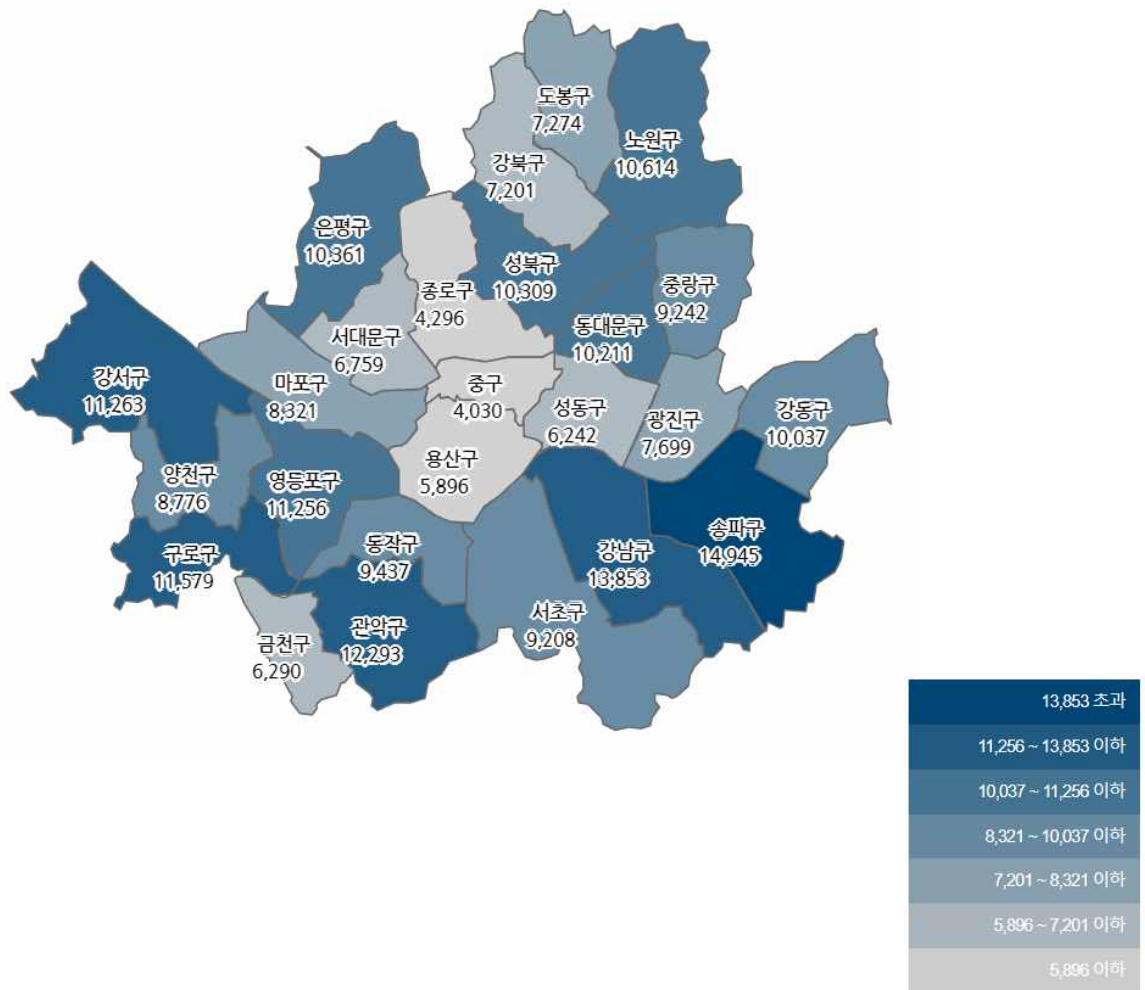 도봉구
7,274
노원구
10,614
강북구
7,201
은평구
10,361
성북구
10,309
중랑구
9,242
종로구
4,296
동대문구
10,211
서대문구
6,759
강서구
11,263
마포구
8,321
중구
4,030
성동구
6,242
광진구
7,699
강동구
10,037
용산구
5,896
양천구
8,776
영등포구
11,256
송파구
14,945
동작구
9,437
강남구
13,853
구로구
11,579
서초구
9,208
관악구
12,293
금천구
6,290
13,853 초과
11,256 ~ 13,853 이하
10,037 ~ 11,256 이하
8,321 ~ 10,037 이하
7,201 ~ 8,321 이하
5,896 ~ 7,201 이하
5,896 이하